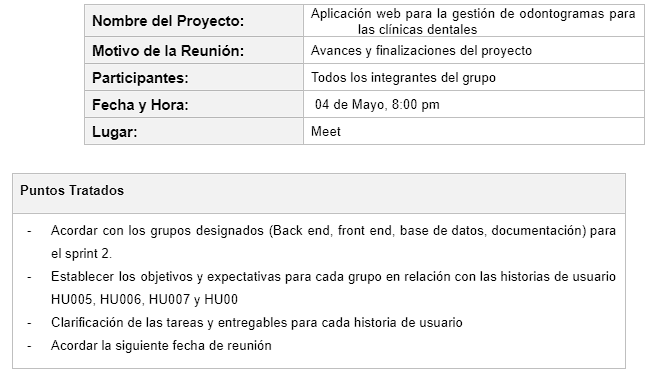 Nombre del Proyecto: Aplicación web para la gestión de odontogramas para
las clínicas dentales
Motivo de la Reunión: Avances y finalizaciones del proyecto
Participantes: Todos los integrantes del grupo
Fecha y Hora: 04 de Mayo, 8:00 pm
Lugar: Meet
Puntos Tratados
- Acordar con los grupos designados (Back end, front end, base de datos, documentación) para
el sprint 2.
- Establecer los objetivos y expectativas para cada grupo en relación con las historias de usuario
HU005, HU006, HU007 y HU00
- Clarificación de las tareas y entregables para cada historia de usuario
- Acordar la siguiente fecha de reunión